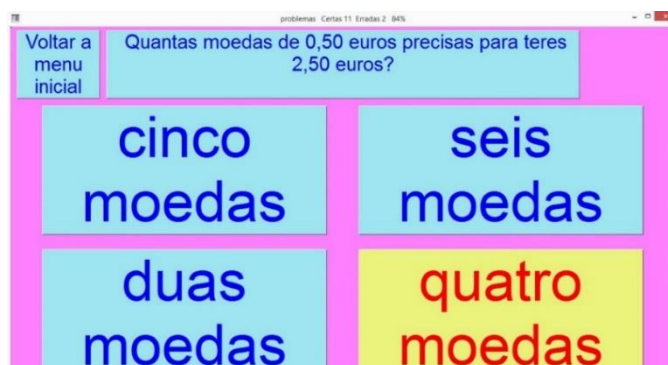 problemas Certas 11 Erradas 2 84%
Voltar a
menu
inicial
Quantas moedas de 0,50 euros precisas para teres
2,50 euros?
cinco
moedas
seis
moedas
duas
moedas
quatro
moedas